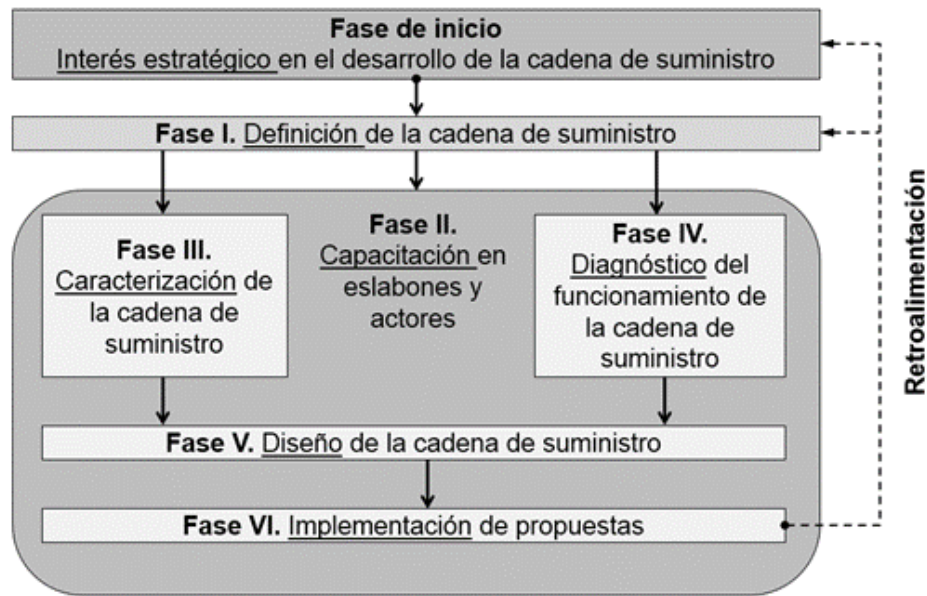 Fase de inicio
Interés estratégico en el desarrollo de la cadena de suministro
Fase I. Definición de la cadena de suministro
Fase III.
Caracterización de
la cadena de
suministro
Fase II.
Capacitación en
eslabones y
actores
Fase IV.
Diagnóstico del
funcionamiento de
la cadena de
suministro
Fase V. Diseño de la cadena de suministro
Fase VI. Implementación de propuestas
Retroalimentación